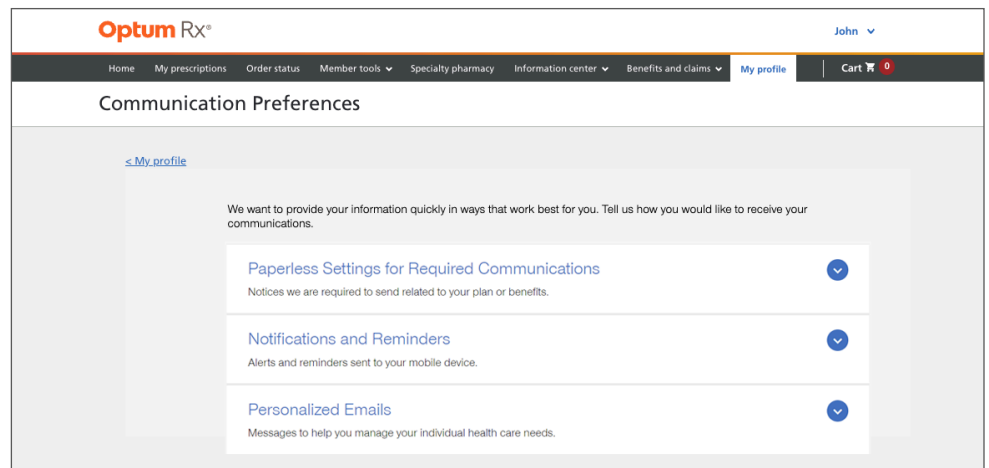 Optum Rx®
John
Home My prescriptions Order status Member tools Specialty pharmacy Information center Benefits and claims My profile Cart 0
Communication Preferences
< My profile
We want to provide your information quickly in ways that work best for you. Tell us how you would like to receive your
communications.
Paperless Settings for Required Communications
Notices we are required to send related to your plan or benefits.
Notifications and Reminders
Alerts and reminders sent to your mobile device.
Personalized Emails
Messages to help you manage your individual health care needs.